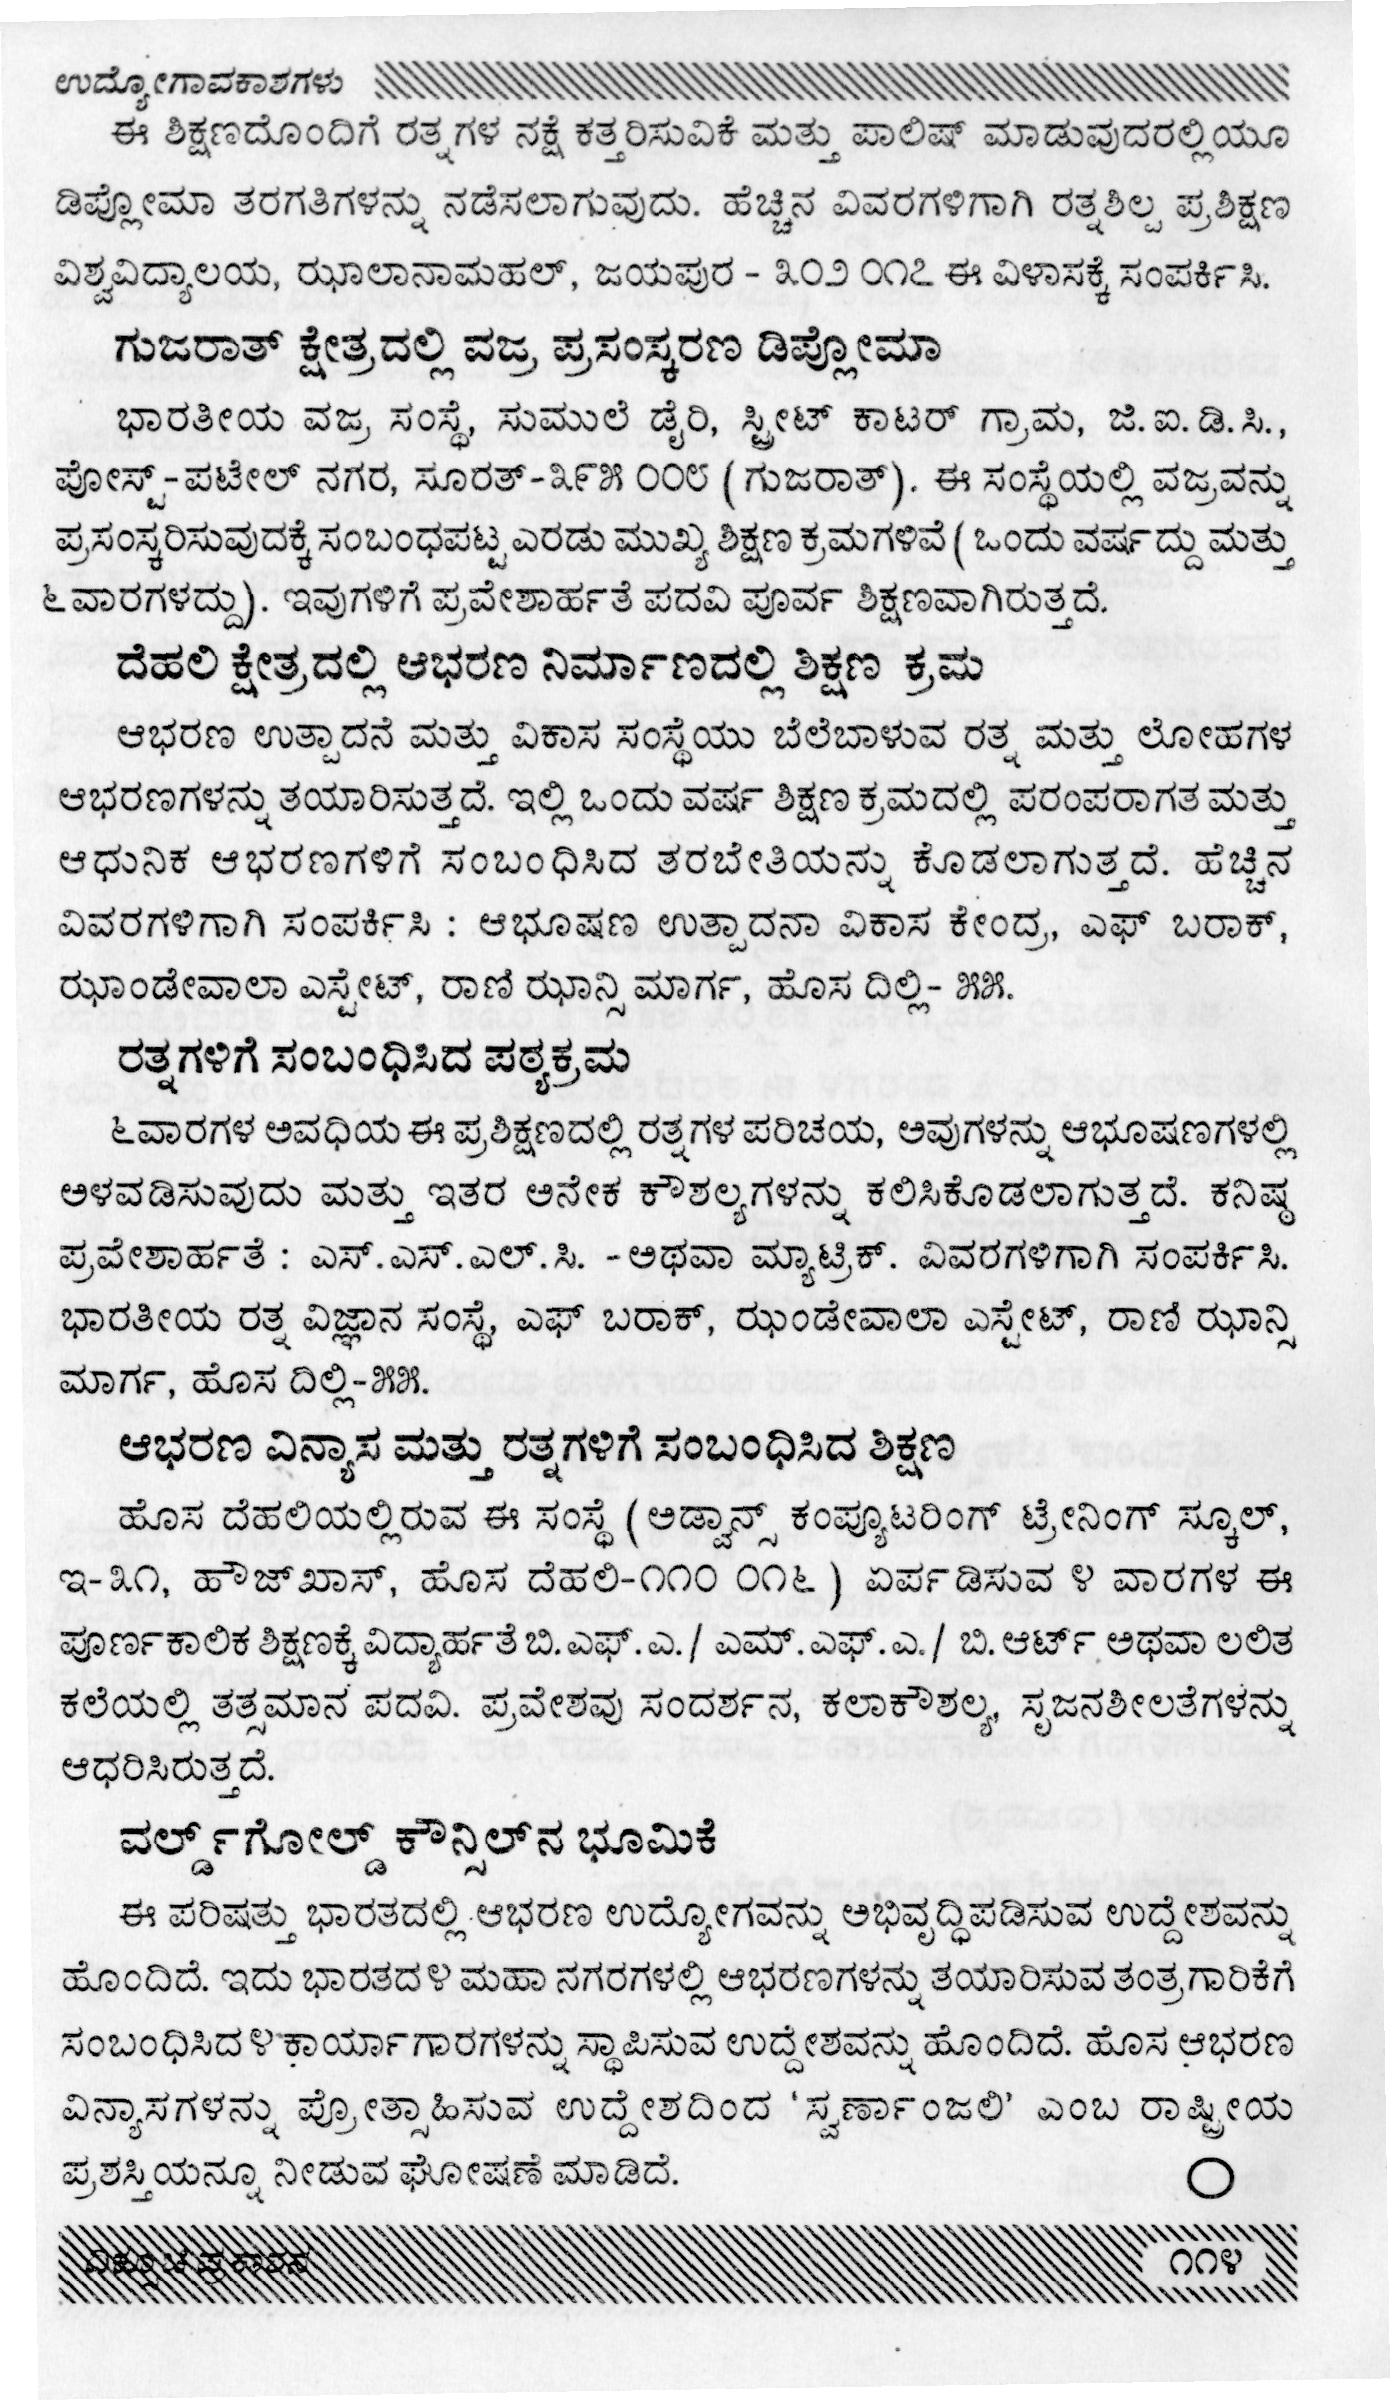 ಉದ್ಯೋಗಾವಕಾಶಗಳು
ಈ ಶಿಕ್ಷಣದೊಂದಿಗೆ ರತ್ನಗಳ ನಕ್ಷೆ ಕತ್ತರಿಸುವಿಕೆ ಮತ್ತು ಪಾಲಿಷ್ ಮಾಡುವುದರಲ್ಲಿಯೂ
ಡಿಪ್ಲೋಮಾ ತರಗತಿಗಳನ್ನು ನಡೆಸಲಾಗುವುದು. ಹೆಚ್ಚಿನ ವಿವರಗಳಿಗಾಗಿ ರತ್ನಶಿಲ್ಪ ಪ್ರಶಿಕ್ಷಣ
ವಿಶ್ವವಿದ್ಯಾಲಯ, ಝಾಲಾನಾಮಹಲ್, ಜಯಪುರ - ೩೦೨ ೦೧೭ ಈ ವಿಳಾಸಕ್ಕೆ ಸಂಪರ್ಕಿಸಿ.
ಗುಜರಾತ್ ಕ್ಷೇತ್ರದಲ್ಲಿ ವಜ್ರ ಪ್ರಸಂಸ್ಕರಣ ಡಿಪ್ಲೋಮಾ
ಭಾರತೀಯ ವಜ್ರ ಸಂಸ್ಥೆ, ಸುಮುಲೆ ಡೈರಿ, ಸ್ಟ್ರೀಟ್ ಕಾಟರ್ ಗ್ರಾಮ, ಜಿ.ಐ.ಡಿ.ಸಿ.,
ಪೋಸ್ಟ್-ಪಟೇಲ್ ನಗರ, ಸೂರತ್-೩೯೫ ೦೦೮ (ಗುಜರಾತ್). ಈ ಸಂಸ್ಥೆಯಲ್ಲಿ ವಜ್ರವನ್ನು
ಪ್ರಸಂಸ್ಕರಿಸುವುದಕ್ಕೆ ಸಂಬಂಧಪಟ್ಟ ಎರಡು ಮುಖ್ಯ ಶಿಕ್ಷಣ ಕ್ರಮಗಳಿವೆ (ಒಂದು ವರ್ಷದ್ದು ಮತ್ತು
೬ವಾರಗಳದ್ದು). ಇವುಗಳಿಗೆ ಪ್ರವೇಶಾರ್ಹತೆ ಪದವಿ ಪೂರ್ವ ಶಿಕ್ಷಣವಾಗಿರುತ್ತದೆ.
ದೆಹಲಿ ಕ್ಷೇತ್ರದಲ್ಲಿ ಆಭರಣ ನಿರ್ಮಾಣದಲ್ಲಿ ಶಿಕ್ಷಣ ಕ್ರಮ
ಆಭರಣ ಉತ್ಪಾದನೆ ಮತ್ತು ವಿಕಾಸ ಸಂಸ್ಥೆಯು ಬೆಲೆಬಾಳುವ ರತ್ನ ಮತ್ತು ಲೋಹಗಳ
ಆಭರಣಗಳನ್ನು ತಯಾರಿಸುತ್ತದೆ. ಇಲ್ಲಿ ಒಂದು ವರ್ಷ ಶಿಕ್ಷಣ ಕ್ರಮದಲ್ಲಿ ಪರಂಪರಾಗತ ಮತ್ತು
ಆಧುನಿಕ ಆಭರಣಗಳಿಗೆ ಸಂಬಂಧಿಸಿದ ತರಬೇತಿಯನ್ನು ಕೊಡಲಾಗುತ್ತದೆ. ಹೆಚ್ಚಿನ
ವಿವರಗಳಿಗಾಗಿ ಸಂಪರ್ಕಿಸಿ : ಆಭೂಷಣ ಉತ್ಪಾದನಾ ವಿಕಾಸ ಕೇಂದ್ರ, ಎಫ್ ಬರಾಕ್,
ಝಾಂಡೇವಾಲಾ ಎಸ್ಟೇಟ್, ರಾಣಿ ಝಾನ್ಸಿ ಮಾರ್ಗ, ಹೊಸ ದಿಲ್ಲಿ- ೫೫.
ರತ್ನಗಳಿಗೆ ಸಂಬಂಧಿಸಿದ ಪಠ್ಯಕ್ರಮ
೬ವಾರಗಳ ಅವಧಿಯ ಈ ಪ್ರಶಿಕ್ಷಣದಲ್ಲಿ ರತ್ನಗಳ ಪರಿಚಯ, ಅವುಗಳನ್ನು ಆಭೂಷಣಗಳಲ್ಲಿ
ಅಳವಡಿಸುವುದು ಮತ್ತು ಇತರ ಅನೇಕ ಕೌಶಲ್ಯಗಳನ್ನು ಕಲಿಸಿಕೊಡಲಾಗುತ್ತದೆ. ಕನಿಷ್ಠ
ಪ್ರವೇಶಾರ್ಹತೆ : ಎಸ್.ಎಸ್.ಎಲ್.ಸಿ. -ಅಥವಾ ಮ್ಯಾಟ್ರಿಕ್. ವಿವರಗಳಿಗಾಗಿ ಸಂಪರ್ಕಿಸಿ.
ಭಾರತೀಯ ರತ್ನ ವಿಜ್ಞಾನ ಸಂಸ್ಥೆ, ಎಫ್ ಬರಾಕ್, ಝಂಡೇವಾಲಾ ಎಸ್ಟೇಟ್, ರಾಣಿ ಝಾನ್ಸಿ
ಮಾರ್ಗ, ಹೊಸ ದಿಲ್ಲಿ-೫೫.
ಆಭರಣ ವಿನ್ಯಾಸ ಮತ್ತು ರತ್ನಗಳಿಗೆ ಸಂಬಂಧಿಸಿದ ಶಿಕ್ಷಣ
ಹೊಸ ದೆಹಲಿಯಲ್ಲಿರುವ ಈ ಸಂಸ್ಥೆ (ಅಡ್ವಾನ್ಸ್ ಕಂಪ್ಯೂಟರಿಂಗ್ ಟ್ರೇನಿಂಗ್ ಸ್ಕೂಲ್,
ಇ-೩೧, ಹೌಜ್‌ಖಾಸ್, ಹೊಸ ದೆಹಲಿ-೧೧೦ ೦೧೬ ) ಏರ್ಪಡಿಸುವ ೪ ವಾರಗಳ ಈ
ಪೂರ್ಣಕಾಲಿಕ ಶಿಕ್ಷಣಕ್ಕೆ ವಿದ್ಯಾರ್ಹತೆ ಬಿ.ಎಫ್.ಎ./ ಎಮ್.ಎಫ್.ಎ./ ಬಿ.ಆರ್ಟ್ ಅಥವಾ ಲಲಿತ
ಕಲೆಯಲ್ಲಿ ತತ್ಸಮಾನ ಪದವಿ. ಪ್ರವೇಶವು ಸಂದರ್ಶನ, ಕಲಾಕೌಶಲ್ಯ, ಸೃಜನಶೀಲತೆಗಳನ್ನು
ಆಧರಿಸಿರುತ್ತದೆ.
ವರ್ಲ್ಡ್‌ಗೋಲ್ಡ್ ಕೌನ್ಸಿಲ್‌ನ ಭೂಮಿಕೆ
ಈ ಪರಿಷತ್ತು ಭಾರತದಲ್ಲಿ ಆಭರಣ ಉದ್ಯೋಗವನ್ನು ಅಭಿವೃದ್ಧಿಪಡಿಸುವ ಉದ್ದೇಶವನ್ನು
ಹೊಂದಿದೆ. ಇದು ಭಾರತದ ೪ ಮಹಾ ನಗರಗಳಲ್ಲಿ ಆಭರಣಗಳನ್ನು ತಯಾರಿಸುವ ತಂತ್ರಗಾರಿಕೆಗೆ
ಸಂಬಂಧಿಸಿದ ೪ ಕಾರ್ಯಾಗಾರಗಳನ್ನು ಸ್ಥಾಪಿಸುವ ಉದ್ದೇಶವನ್ನು ಹೊಂದಿದೆ. ಹೊಸ ಆಭರಣ
ವಿನ್ಯಾಸಗಳನ್ನು ಪ್ರೋತ್ಸಾಹಿಸುವ ಉದ್ದೇಶದಿಂದ ‘ಸ್ವರ್ಣಾಂಜಲಿ’ ಎಂಬ ರಾಷ್ಟ್ರೀಯ
ಪ್ರಶಸ್ತಿಯನ್ನೂ ನೀಡುವ ಘೋಷಣೆ ಮಾಡಿದೆ.
ಪ್ರಕಾಶನ
೧೧೪